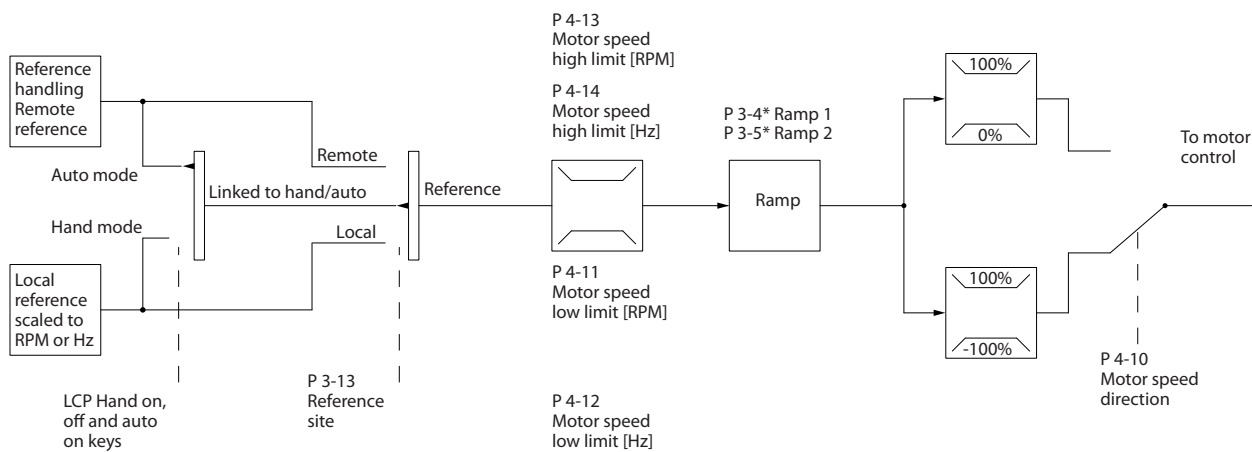 Reference
handling
Remote
reference
Auto mode
Hand mode
Local
reference
scaled to
RPM or Hz
LCP Hand on,
off and auto
on keys
Linked to hand/auto
Remote
Local
P 3-13
Reference
site
Reference
P 4-13
Motor speed
high limit [RPM]
P 4-14
Motor speed
high limit [Hz]
P 4-11
Motor speed
low limit [RPM]
P 4-12
Motor speed
low limit [Hz]
P 3-4* Ramp 1
P 3-5* Ramp 2
Ramp
100%
0%
100%
-100%
To motor
control
P 4-10
Motor speed
direction